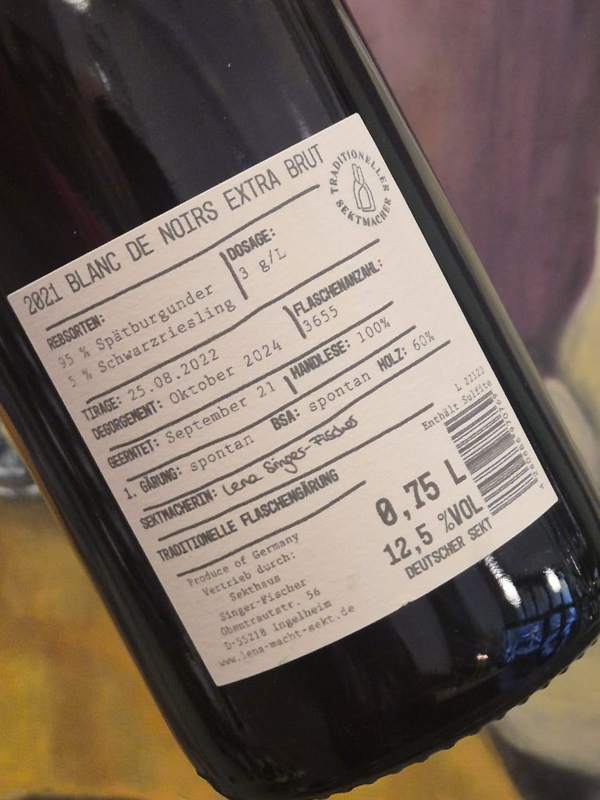 2021 BLANC DE NOIRS EXTRA BRUT
TRADITIONELLER SEKTMACHER
REBSORTEN:
95 % Spätburgunder
5 % Schwarzriesling
DOSAGE:
3 g/L
TIRAGE: 25.08.2022
DEGORGEMENT: Oktober 2024
FLASCHENANZAHL:
3655
GEERNTET: September 21
HANDLESE: 100%
1. GÄRUNG: spontan
BSA: spontan
HOLZ: 60%
SEKTMACHERIN: Lena Singer-Fischer
TRADITIONELLE FLASCHENGÄRUNG
Produce of Germany
Vertrieb durch:
Sekthaus
Singer-Fischer
Obentrautstr. 56
D-55218 Ingelheim
www.lena-macht-sekt.de
L 22122
Enthält Sulfite
0,75 L
12,5 %VOL
DEUTSCHER SEKT